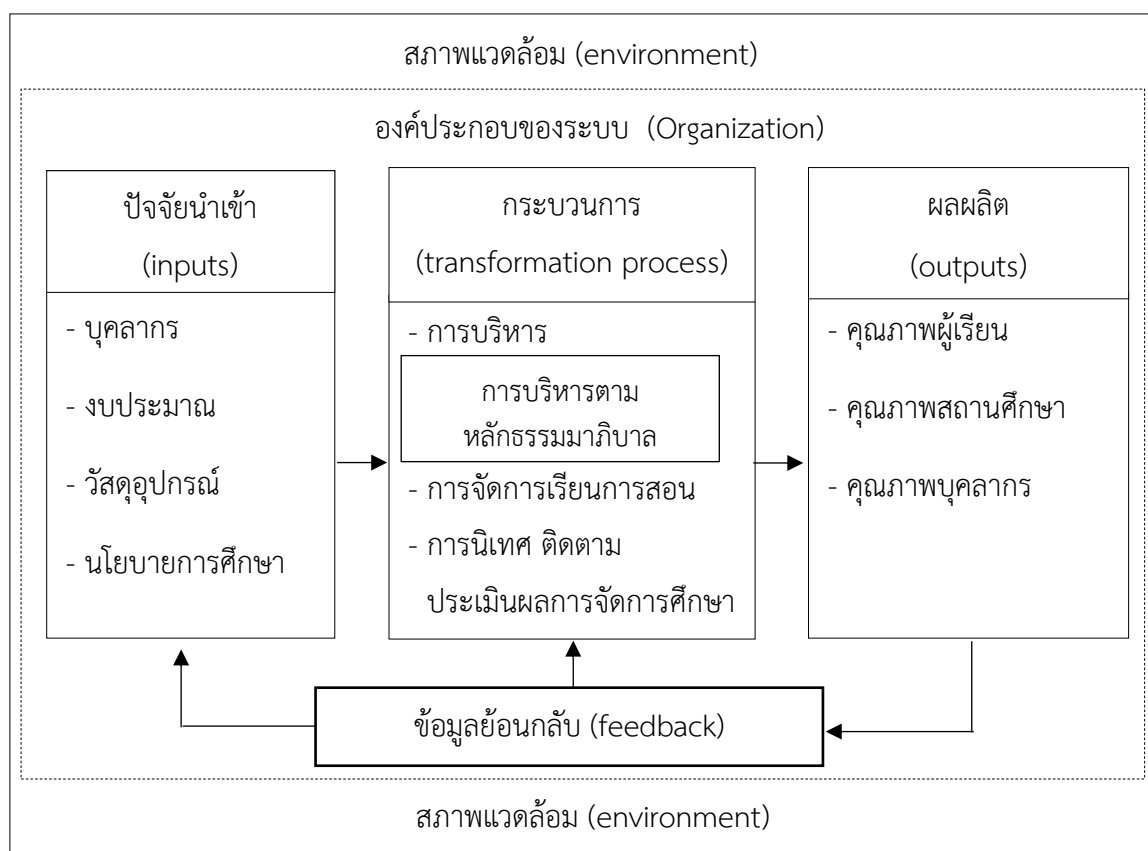 สภาพแวดล้อม (environment)
องค์ประกอบของระบบ (Organization)
ปัจจัยนำเข้า
(inputs)
- บุคลากร
- งบประมาณ
- วัสดุอุปกรณ์
- นโยบายการศึกษา
กระบวนการ
(transformation process)
- การบริหาร
การบริหารตาม
หลักธรรมมาภิบาล
- การจัดการเรียนการสอน
- การนิเทศ ติดตาม
ประเมินผลการจัดการศึกษา
ผลผลิต
(outputs)
- คุณภาพผู้เรียน
- คุณภาพสถานศึกษา
- คุณภาพบุคลากร
ข้อมูลย้อนกลับ (feedback)
สภาพแวดล้อม (environment)